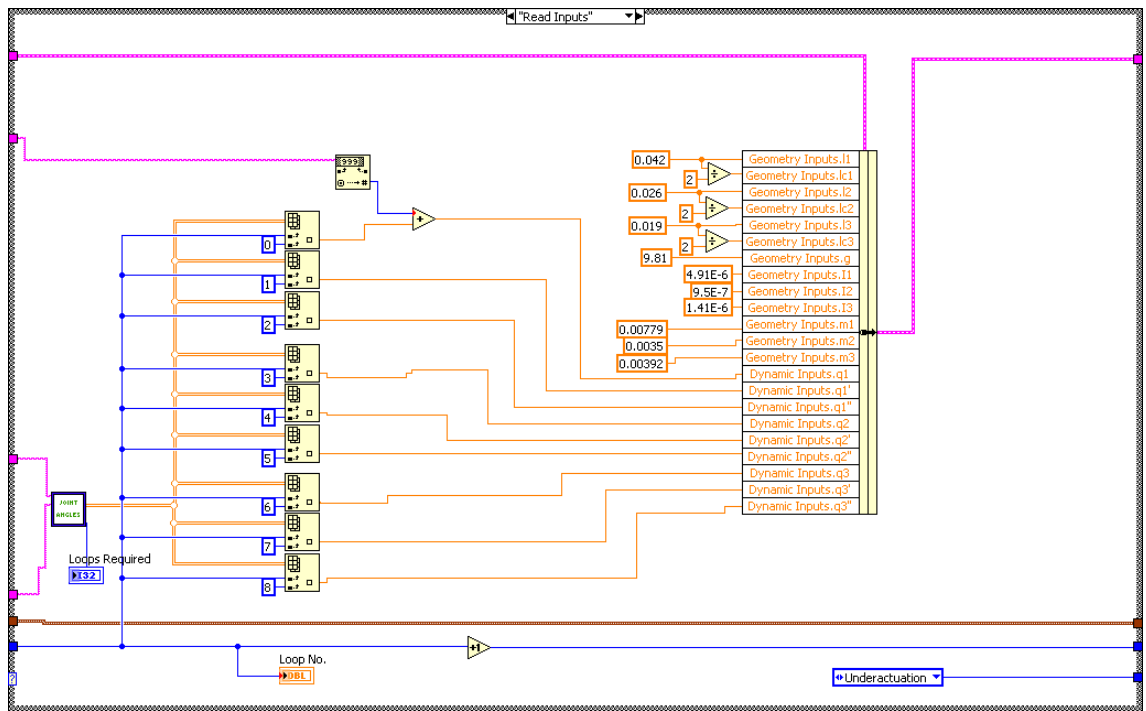 "Read Inputs"
999
#
0.042
2
0.026
2
0.019
2
9.81
4.91E-6
9.5E-7
1.41E-6
0.00779
0.0035
0.00392
Geometry Inputs.l1
Geometry Inputs.lc1
Geometry Inputs.l2
Geometry Inputs.lc2
Geometry Inputs.l3
Geometry Inputs.lc3
Geometry Inputs.g
Geometry Inputs.I1
Geometry Inputs.I2
Geometry Inputs.I3
Geometry Inputs.m1
Geometry Inputs.m2
Geometry Inputs.m3
Dynamic Inputs.q1
Dynamic Inputs.q1'
Dynamic Inputs.q1''
Dynamic Inputs.q2
Dynamic Inputs.q2'
Dynamic Inputs.q2''
Dynamic Inputs.q3
Dynamic Inputs.q3'
Dynamic Inputs.q3''
0
1
2
3
4
5
6
7
8
+
÷
÷
÷
JOINT
ANGLES
Loops Required
I32
+1
Loop No.
DBL
Underactuation
?